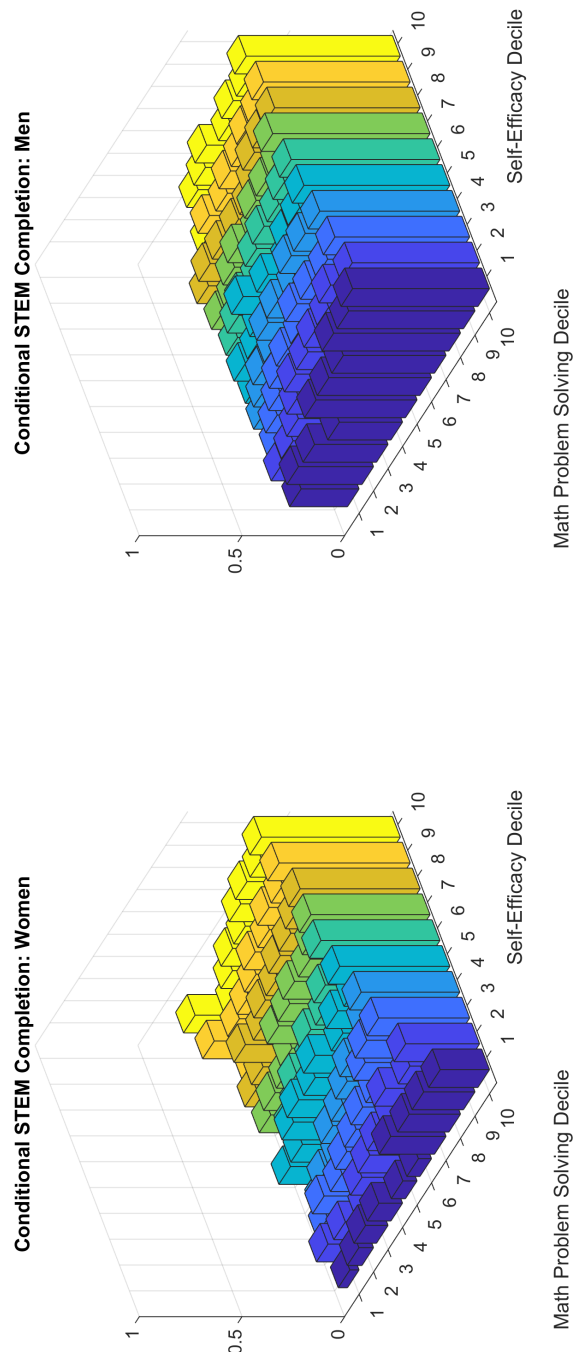 Conditional STEM Completion: Women
1
0.5
0
1 2 3 4 5 6 7 8 9 10
Math Problem Solving Decile
1 2 3 4 5 6 7 8 9 10
Self-Efficacy Decile
Conditional STEM Completion: Men
1
0.5
0
1 2 3 4 5 6 7 8 9 10
Math Problem Solving Decile
1 2 3 4 5 6 7 8 9 10
Self-Efficacy Decile